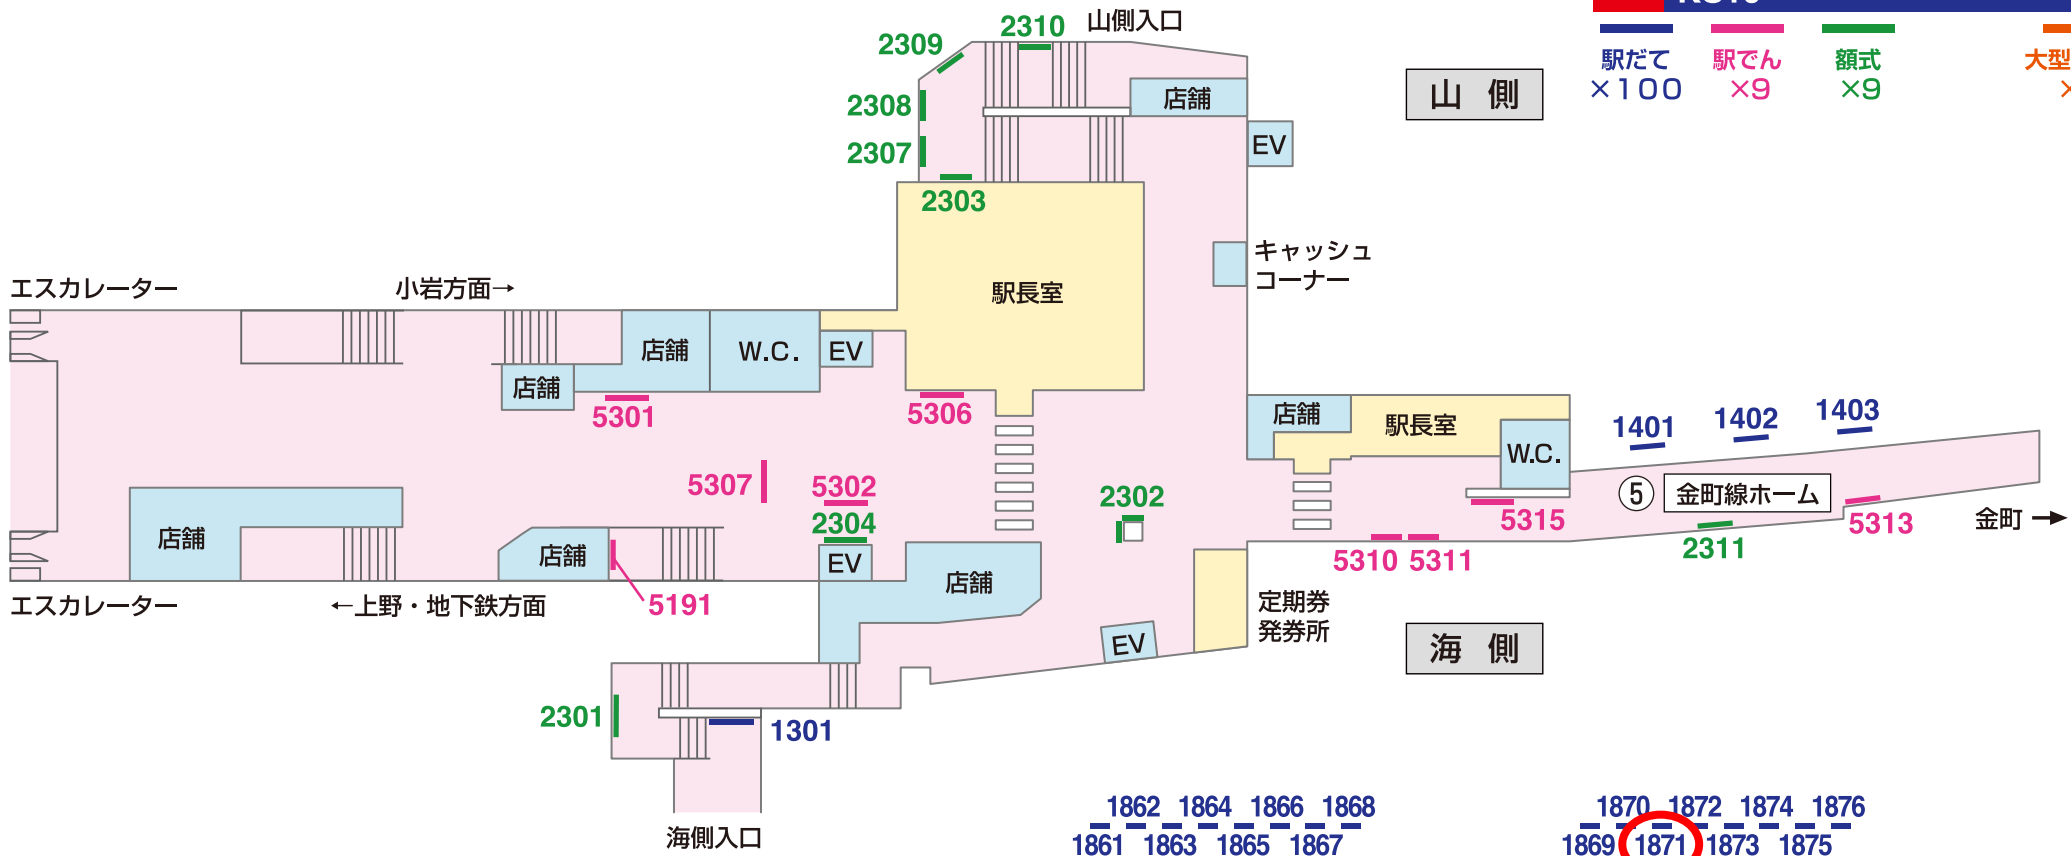 山側入口
2310
2309
2308
2307
2303
店舗
EV
山 側
駅だて
×100
駅でん
×9
額式
×9
大型
キャッシュ
コーナー
駅長室
エスカレーター
小岩方面→
店舗
W.C.
EV
店舗
5301
5306
店舗
駅長室
W.C.
1401
1402
1403
5307
5302
2304
2302
5315
⑤
金町線ホーム
5313
金町
2311
5310
5311
店舗
店舗
EV
店舗
5191
エスカレーター
←上野・地下鉄方面
定期券
発券所
EV
海 側
2301
1301
海側入口
1862 1864 1866 1868
1861 1863 1865 1867
1870 1872 1874 1876
1869 1871 1873 1875